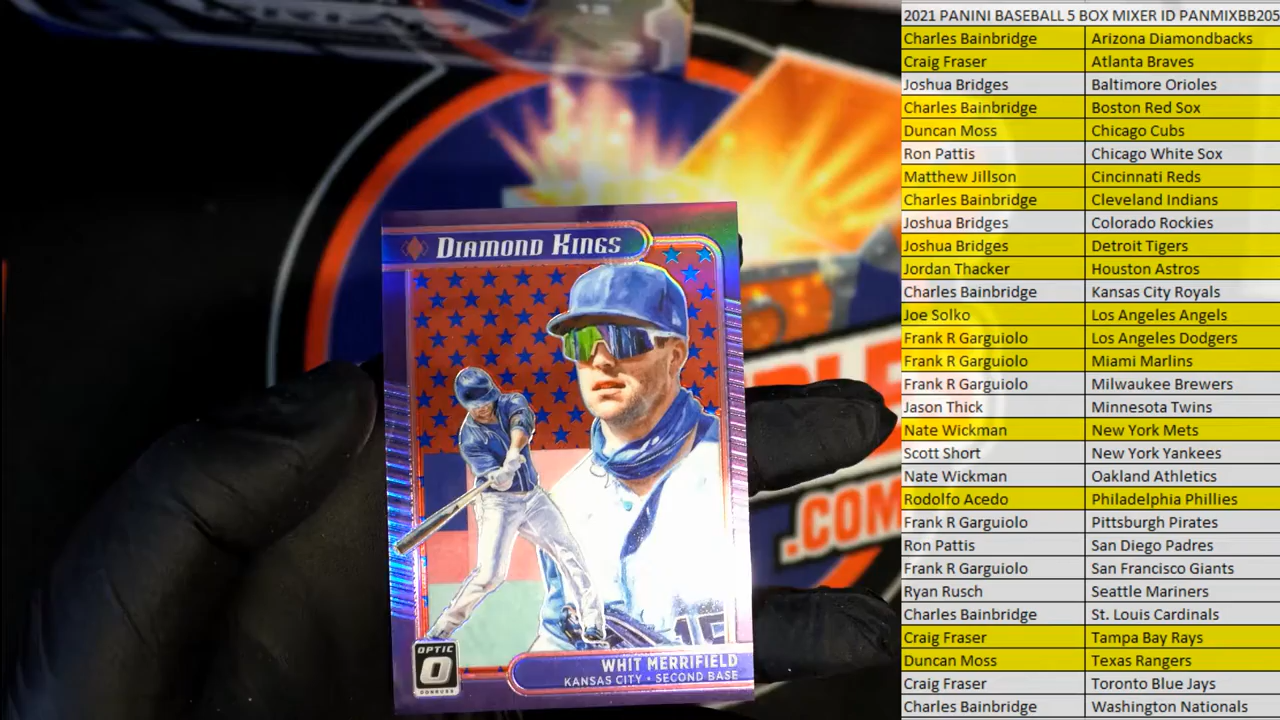 2021 PANINI BASEBALL 5 BOX MIXER ID PANMIXBB205
Charles Bainbridge Arizona Diamondbacks
Craig Fraser Atlanta Braves
Joshua Bridges Baltimore Orioles
Charles Bainbridge Boston Red Sox
Duncan Moss Chicago Cubs
Ron Pattis Chicago White Sox
Matthew Jillson Cincinnati Reds
Charles Bainbridge Cleveland Indians
Joshua Bridges Colorado Rockies
Joshua Bridges Detroit Tigers
Jordan Thacker Houston Astros
Charles Bainbridge Kansas City Royals
Joe Solko Los Angeles Angels
Frank R Garguiolo Los Angeles Dodgers
Frank R Garguiolo Miami Marlins
Frank R Garguiolo Milwaukee Brewers
Jason Thick Minnesota Twins
Nate Wickman New York Mets
Scott Short New York Yankees
Nate Wickman Oakland Athletics
Rodolfo Acedo Philadelphia Phillies
Frank R Garguiolo Pittsburgh Pirates
Ron Pattis San Diego Padres
Frank R Garguiolo San Francisco Giants
Ryan Rusch Seattle Mariners
Charles Bainbridge St. Louis Cardinals
Craig Fraser Tampa Bay Rays
Duncan Moss Texas Rangers
Craig Fraser Toronto Blue Jays
Charles Bainbridge Washington Nationals
DIAMOND KINGS
OPTIC
DONRUSS
WHIT MERRIFIELD
KANSAS CITY • SECOND BASE
.COM